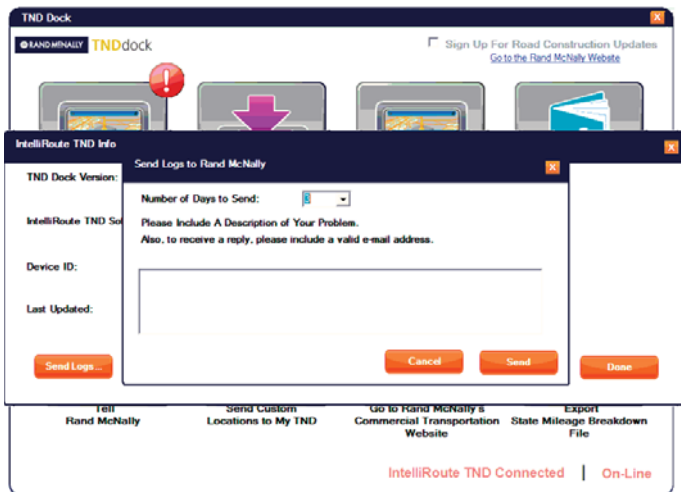 TND Dock
RAND MCNALLY TNDdock
Sign Up For Road Construction Updates
Go to the Rand McNally Website
!
IntelliRoute TND Info
Send Logs to Rand McNally
TND Dock Version:
Number of Days to Send:
IntelliRoute TND Sol
Please Include A Description of Your Problem.
Also, to receive a reply, please include a valid e-mail address.
Device ID:
Last Updated:
Send Logs...
Cancel
Send
Done
Tell
Rand McNally
Send Custom
Locations to My TND
Go to Rand McNally's
Commercial Transportation
Website
Export
State Mileage Breakdown
File
IntelliRoute TND Connected | On-Line